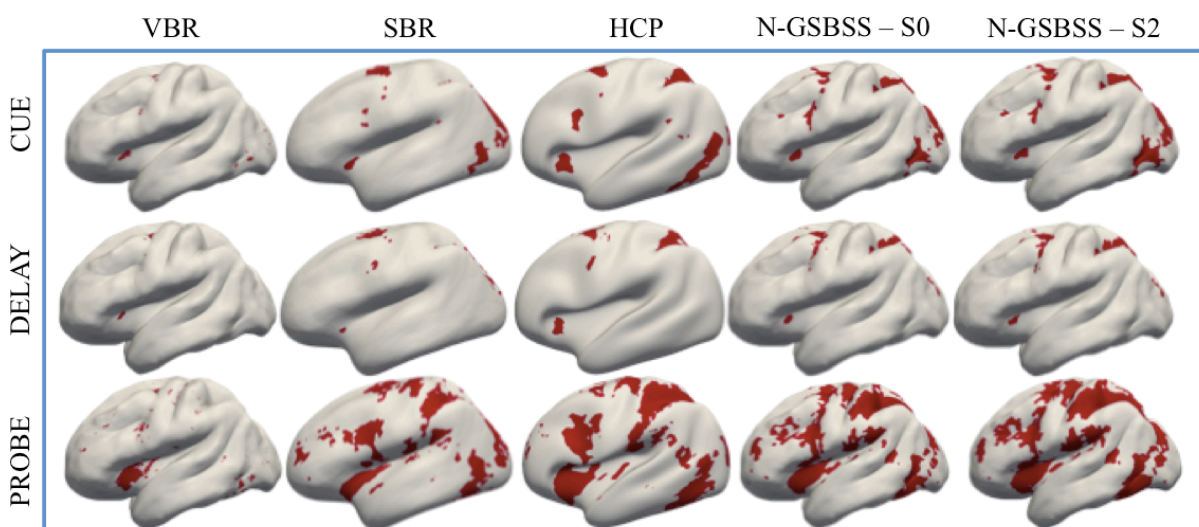 VBR SBR HCP N-GSBSS – S0 N-GSBSS – S2
CUE
DELAY
PROBE